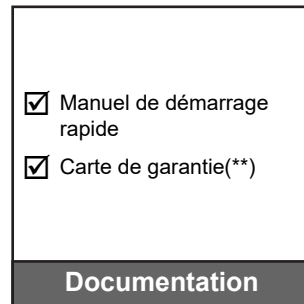 ☑ Manuel de démarrage
rapide
☑ Carte de garantie(**)
Documentation